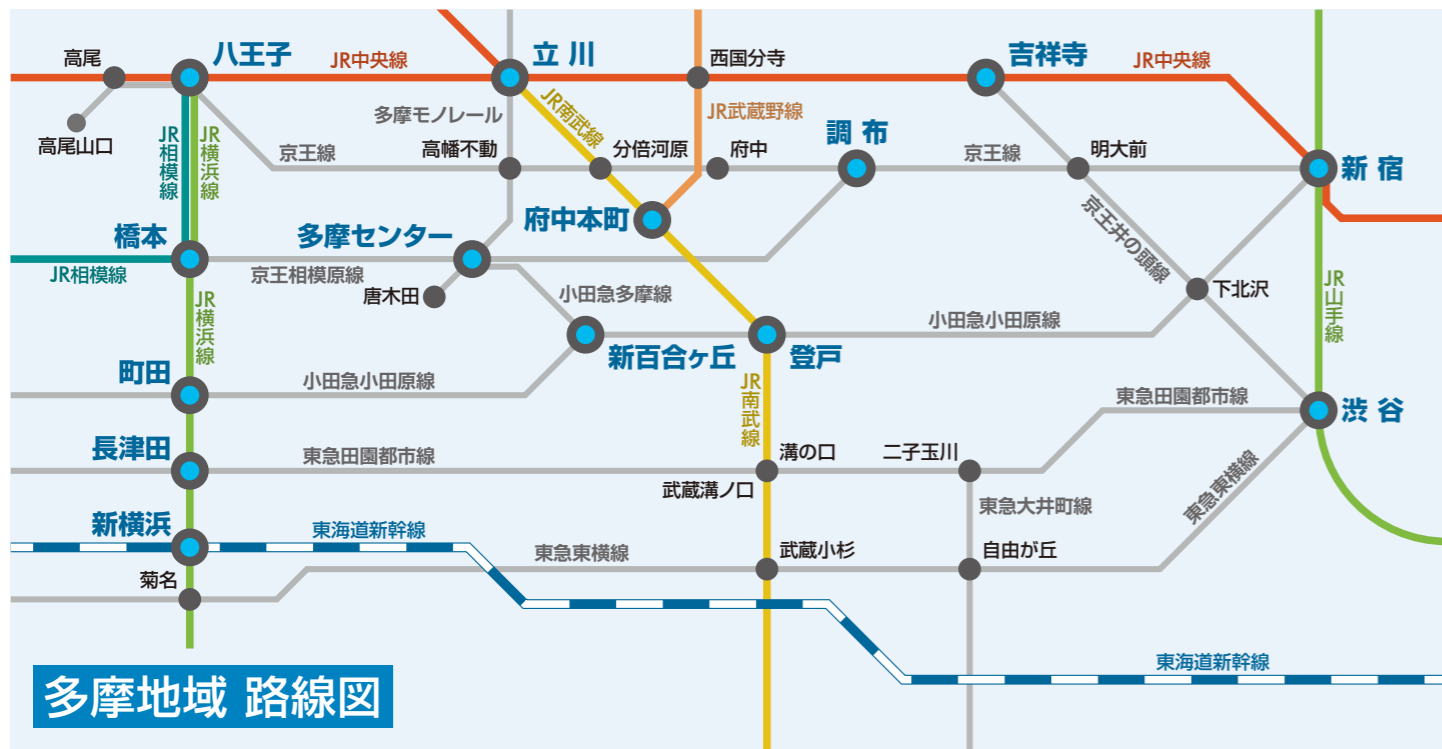 高尾
八王子
JR中央線
立 川
西国分寺
吉祥寺
JR中央線
高尾山口
JR相模線
JR横浜線
京王線
多摩モノレール
高幡不動
JR南武線
分倍河原
JR武蔵野線
府中
調 布
京王線
明大前
新 宿
橋本
多摩センター
府中本町
京王井の頭線
JR相模線
京王相模原線
唐木田
小田急多摩線
下北沢
JR山手線
JR横浜線
小田急小田原線
新百合ヶ丘
登戸
町田
小田急小田原線
JR南武線
東急田園都市線
渋 谷
長津田
東急田園都市線
溝の口
武蔵溝ノ口
二子玉川
東急大井町線
東急東横線
新横浜
東海道新幹線
東急東横線
武蔵小杉
自由が丘
菊名
東海道新幹線
多摩地域 路線図